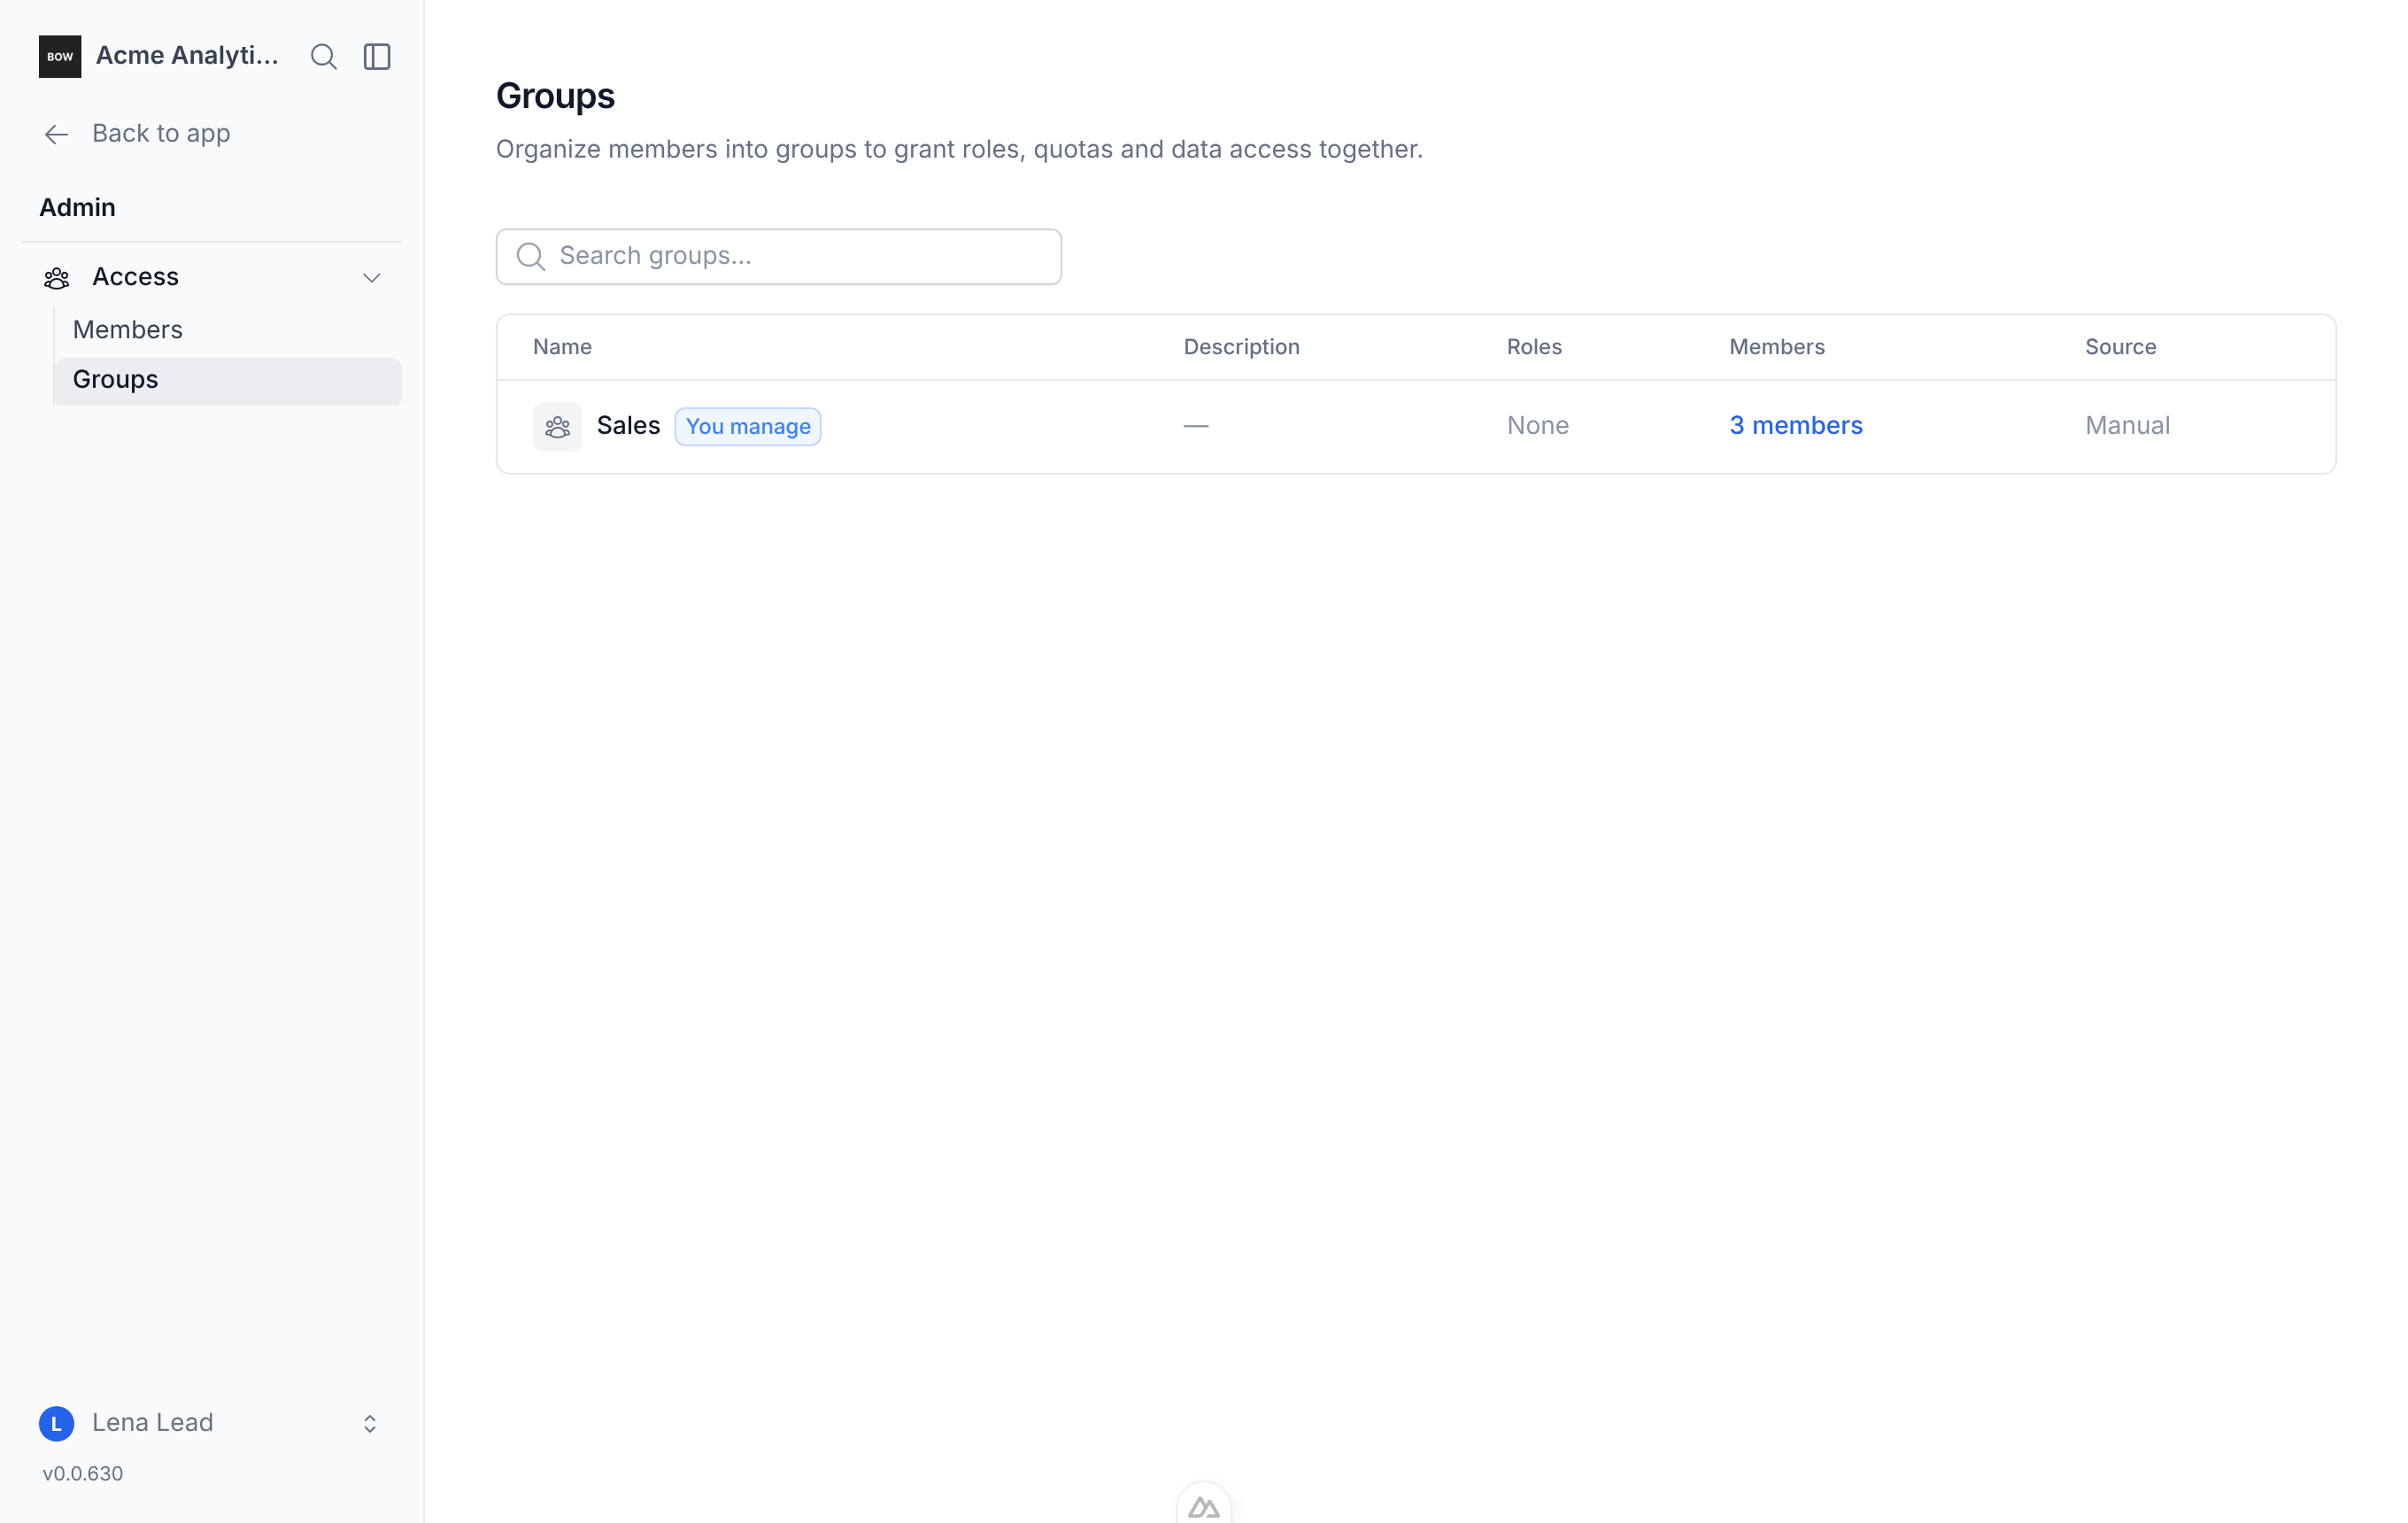 BOW
Acme Analyti...
Back to app
Admin
Access
Members
Groups
Lena Lead
L
v0.0.630
Groups
Organize members into groups to grant roles, quotas and data access together.
Search groups...
Name Description Roles Members Source
Sales You manage — None 3 members Manual